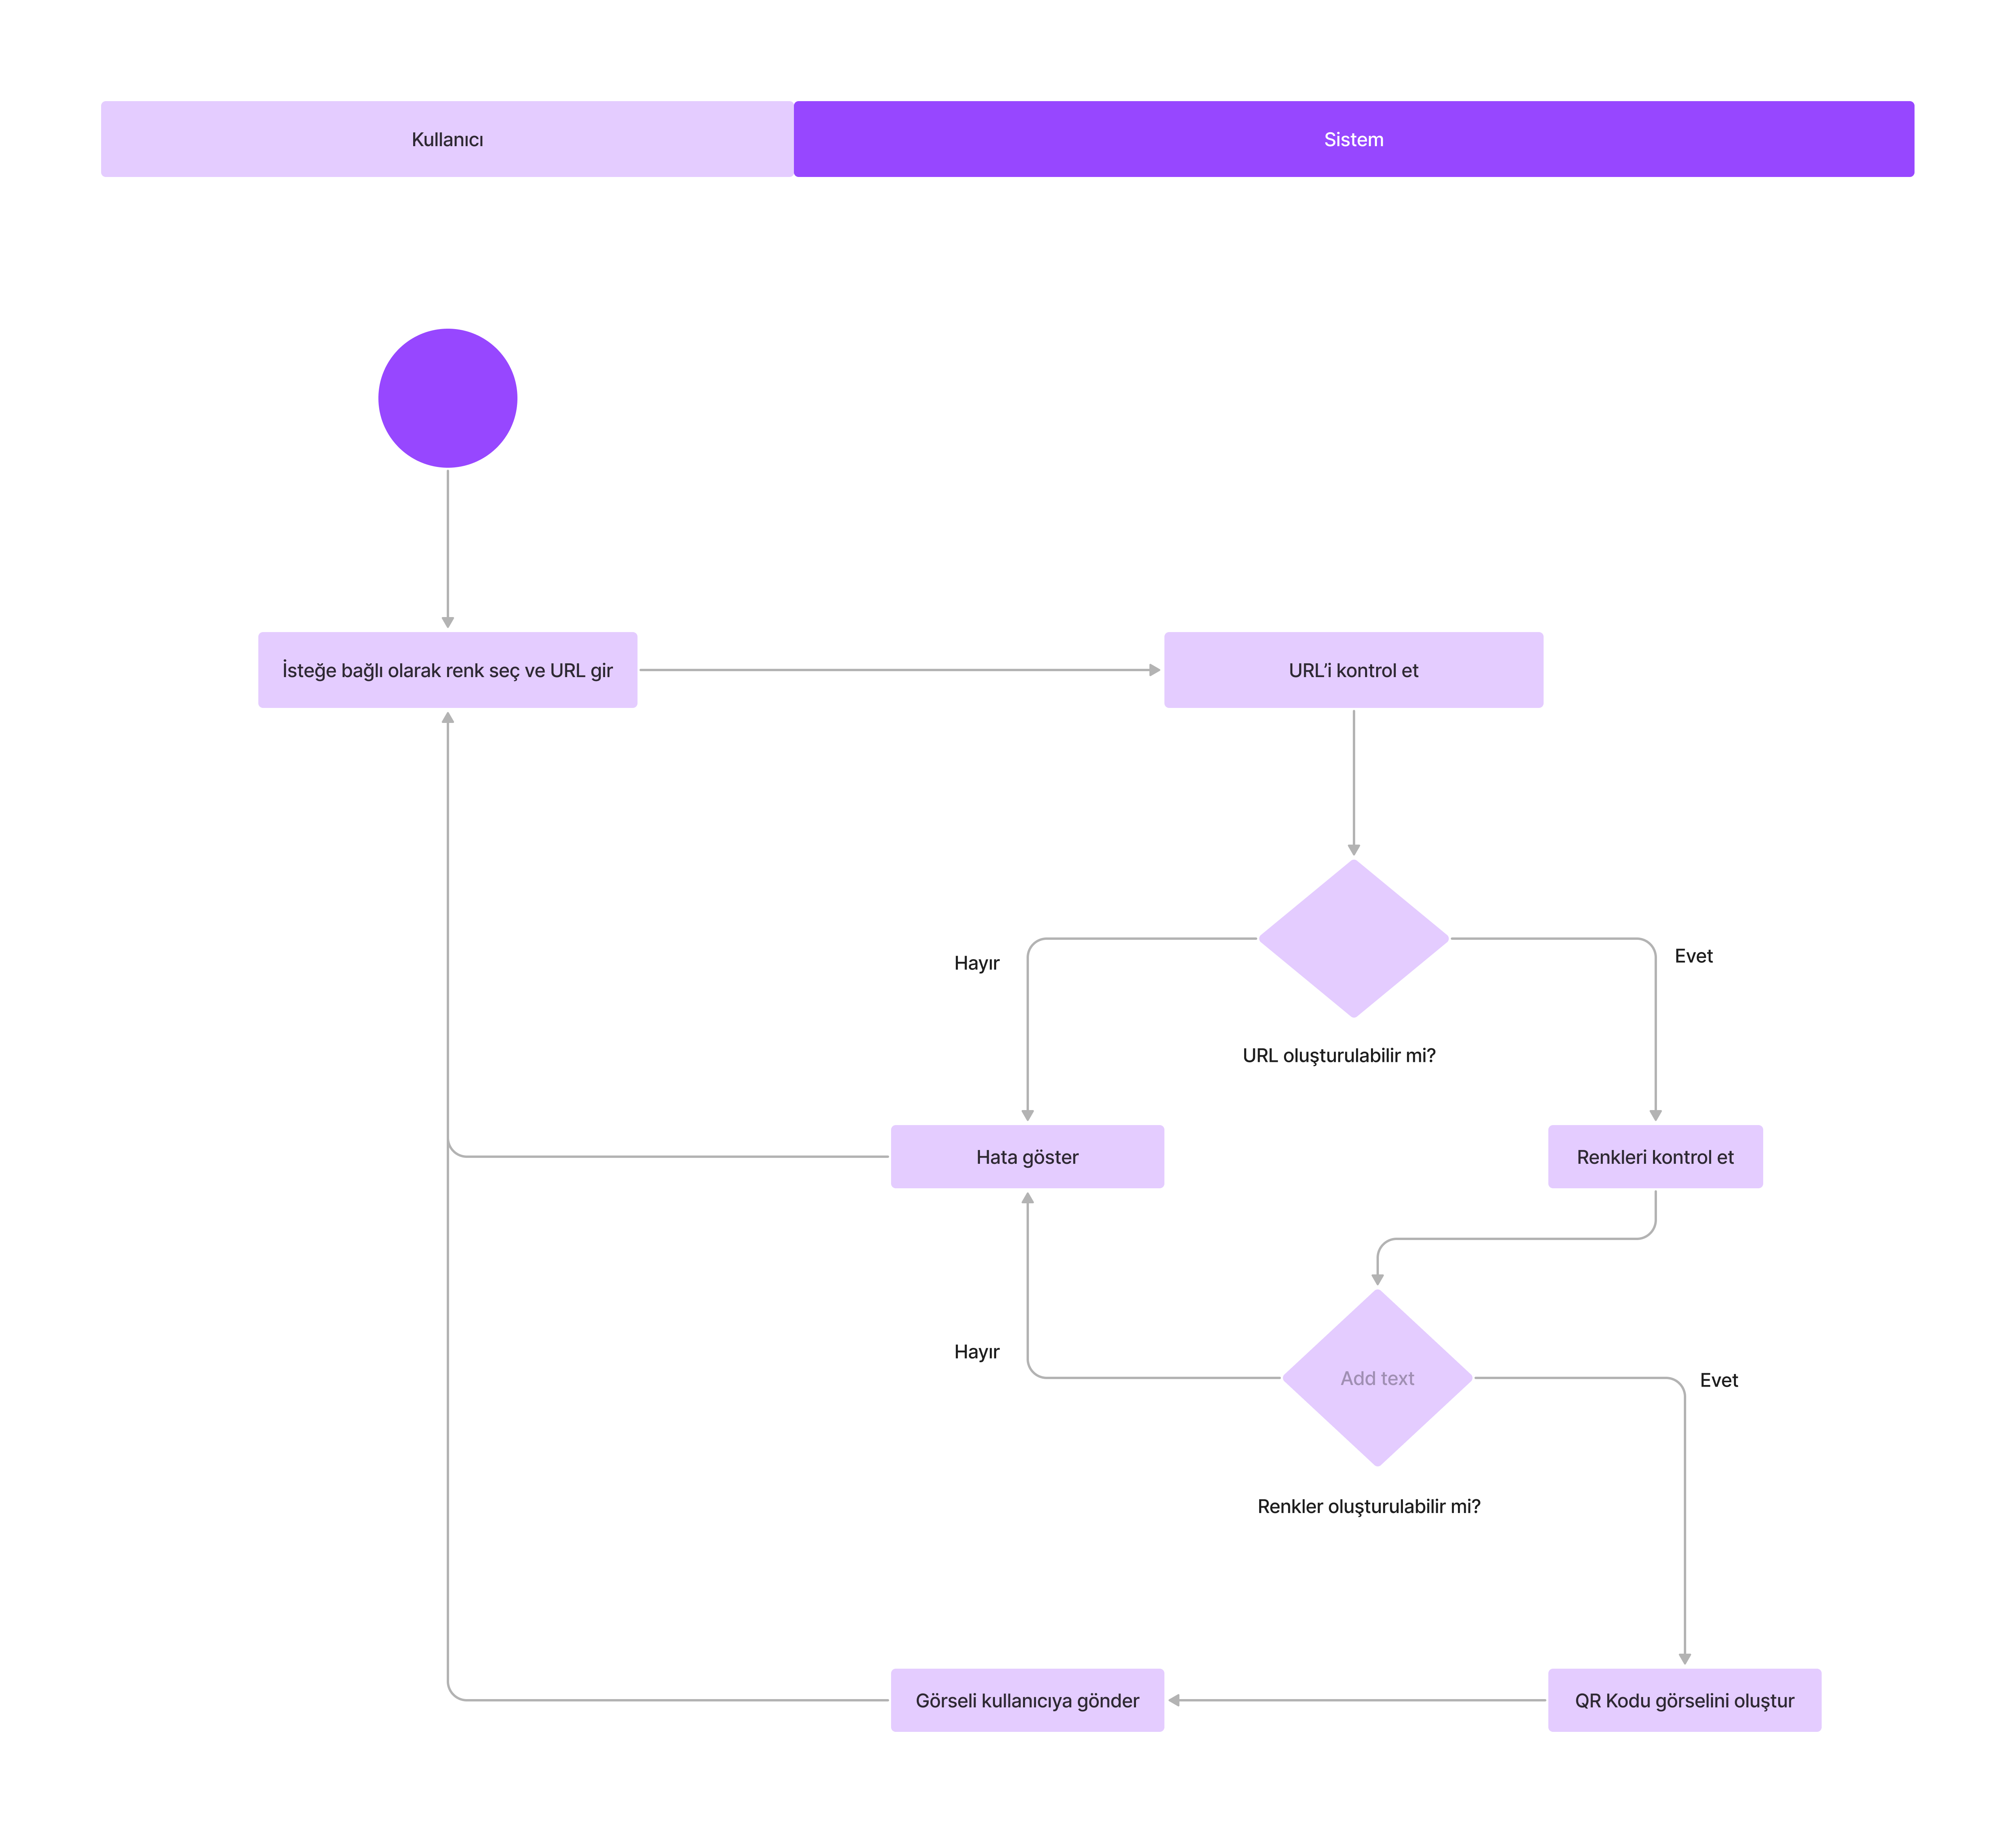 Kullanıcı
Sistem
İsteğe bağlı olarak renk seç ve URL gir
URL’i kontrol et
Hayır
Evet
URL oluşturulabilir mi?
Hata göster
Renkleri kontrol et
Hayır
Add text
Evet
Renkler oluşturulabilir mi?
Görseli kullanıcıya gönder
QR Kodu görselini oluştur